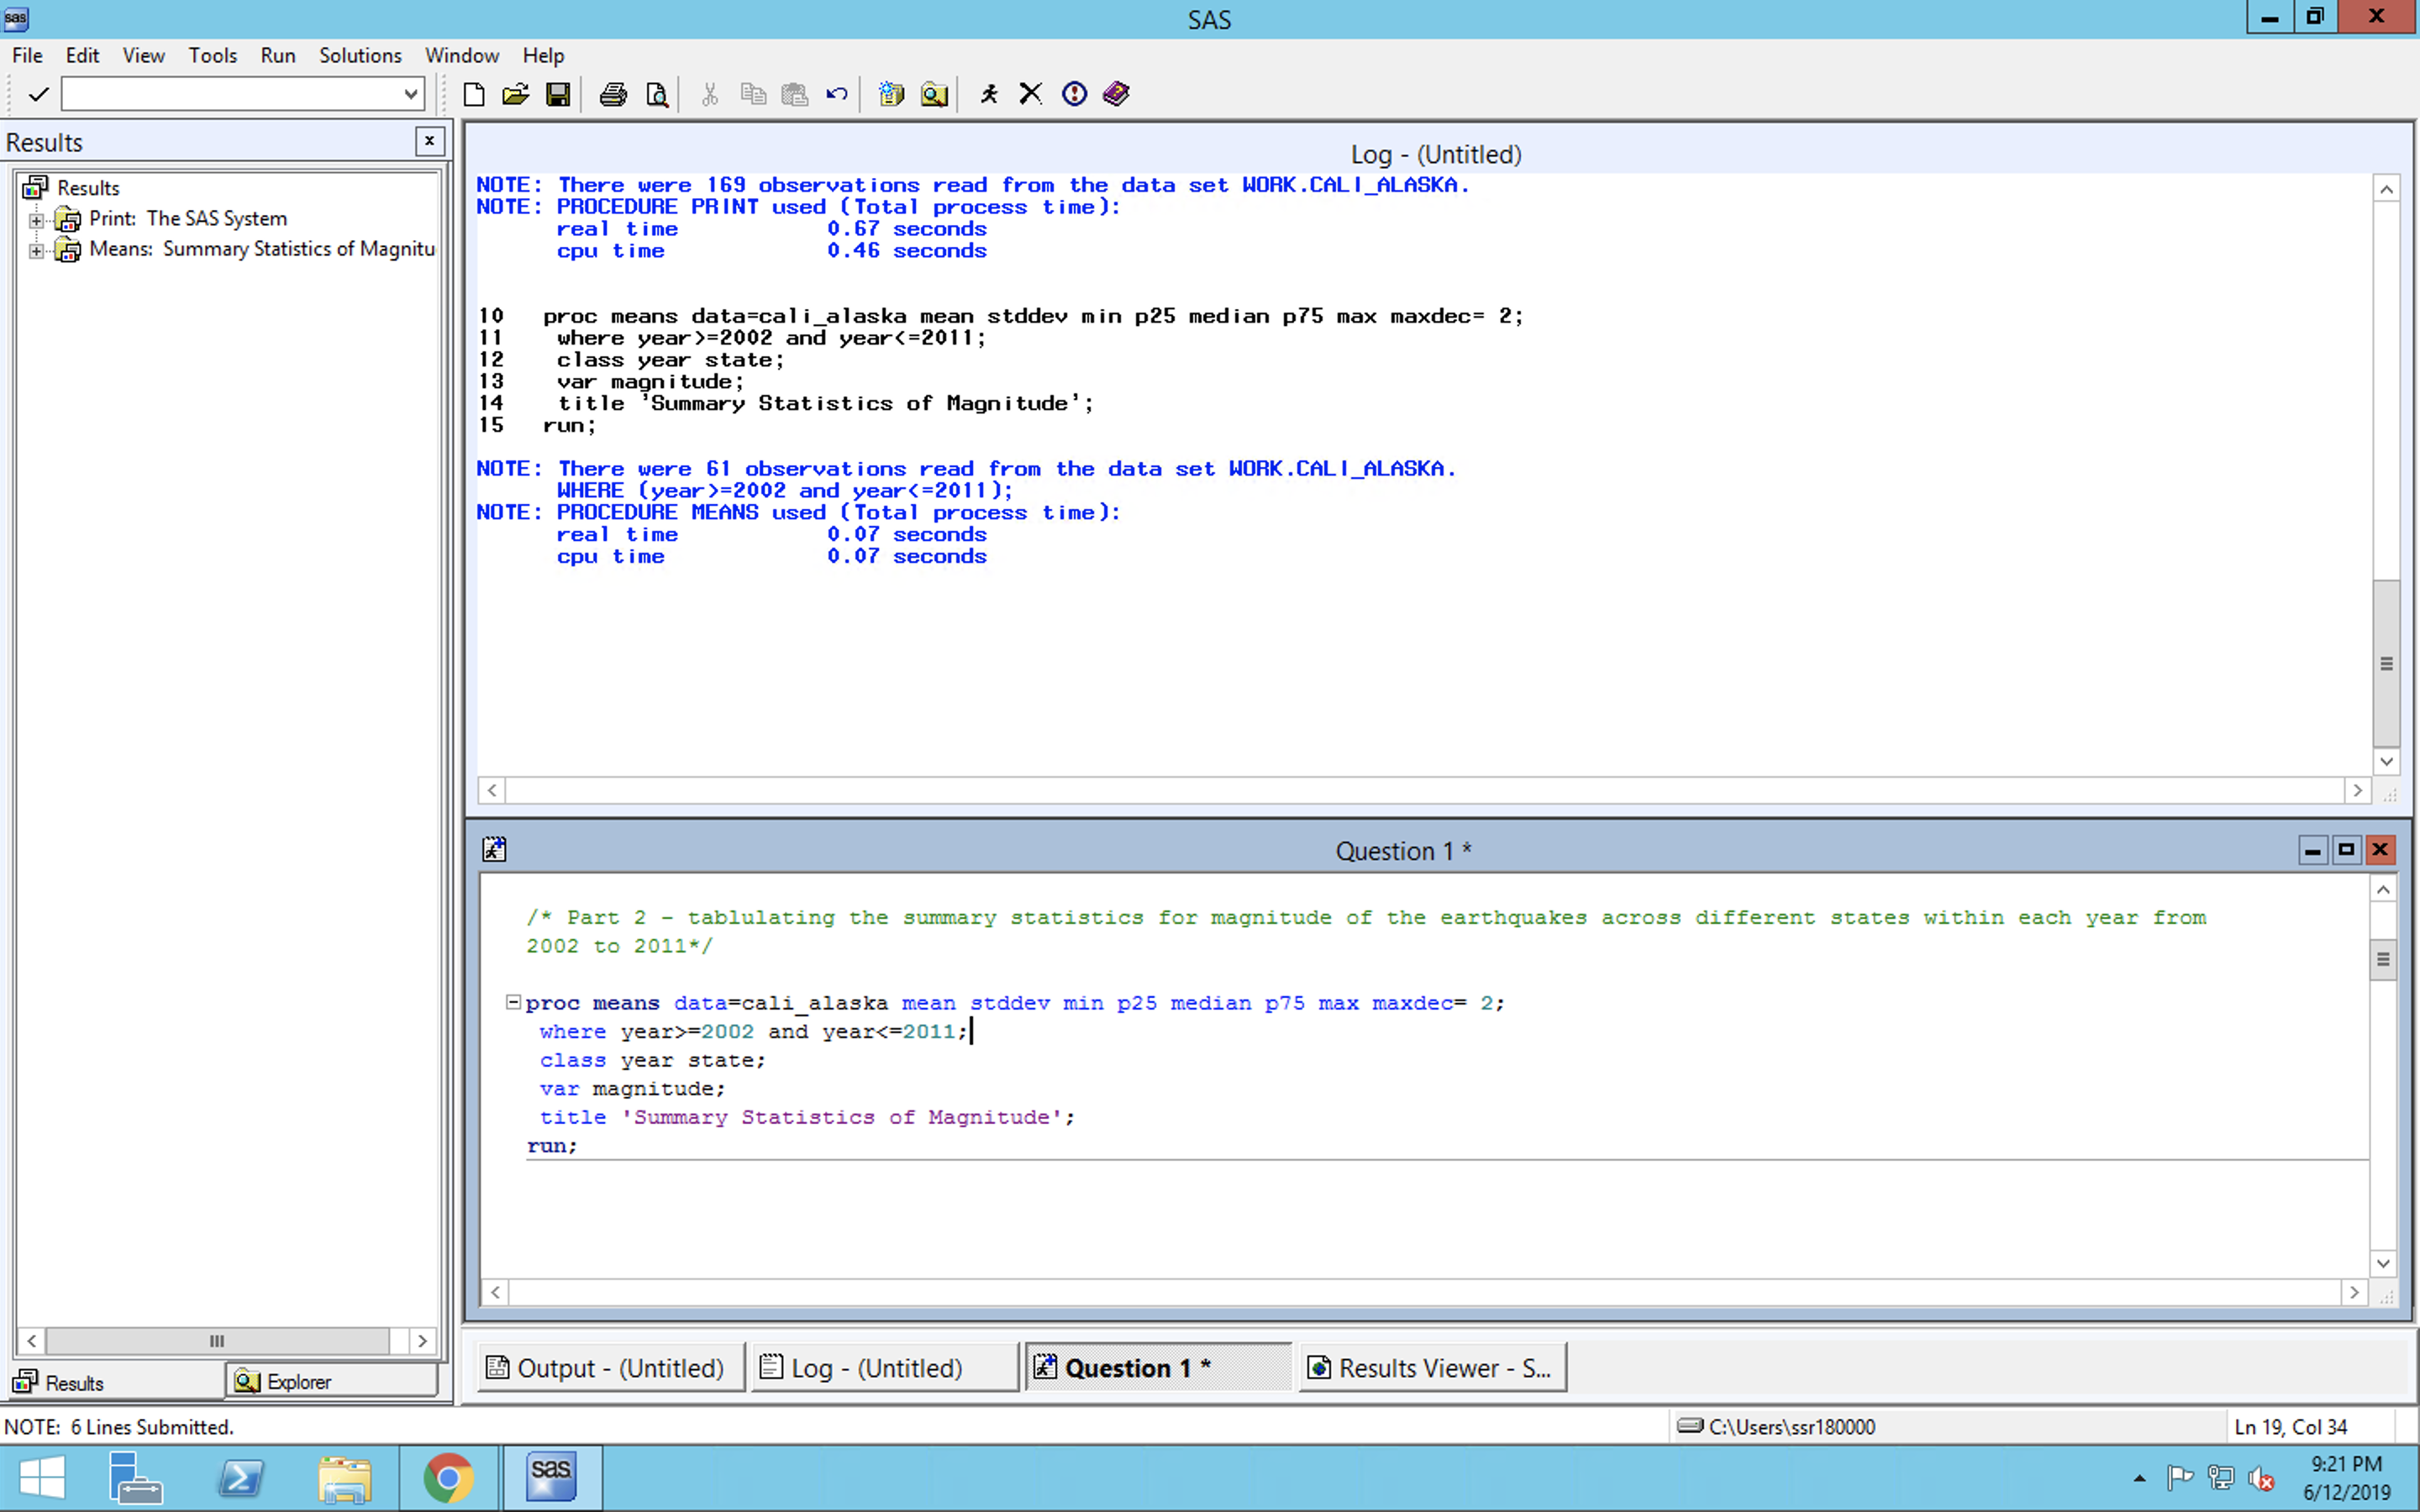 sas
SAS
File Edit View Tools Run Solutions Window Help
Results
Results
Print: The SAS System
Means: Summary Statistics of Magnitu
Log - (Untitled)
NOTE: There were 169 observations read from the data set WORK.CALI_ALASKA.
NOTE: PROCEDURE PRINT used (Total process time):
real time 0.67 seconds
cpu time 0.46 seconds
10 proc means data=cali_alaska mean stddev min p25 median p75 max maxdec= 2;
11 where year>=2002 and year<=2011;
12 class year state;
13 var magnitude;
14 title 'Summary Statistics of Magnitude';
15 run;
NOTE: There were 61 observations read from the data set WORK.CALI_ALASKA.
WHERE (year>=2002 and year<=2011);
NOTE: PROCEDURE MEANS used (Total process time):
real time 0.07 seconds
cpu time 0.07 seconds
Question 1 *
/* Part 2 - tablulating the summary statistics for magnitude of the earthquakes across different states within each year from
2002 to 2011*/
proc means data=cali_alaska mean stddev min p25 median p75 max maxdec= 2;
where year>=2002 and year<=2011;
class year state;
var magnitude;
title 'Summary Statistics of Magnitude';
run;
Results Explorer
Output - (Untitled) Log - (Untitled) Question 1 * Results Viewer - S...
NOTE: 6 Lines Submitted. C:\Users\ssr180000 Ln 19, Col 34
sas
9:21 PM
6/12/2019